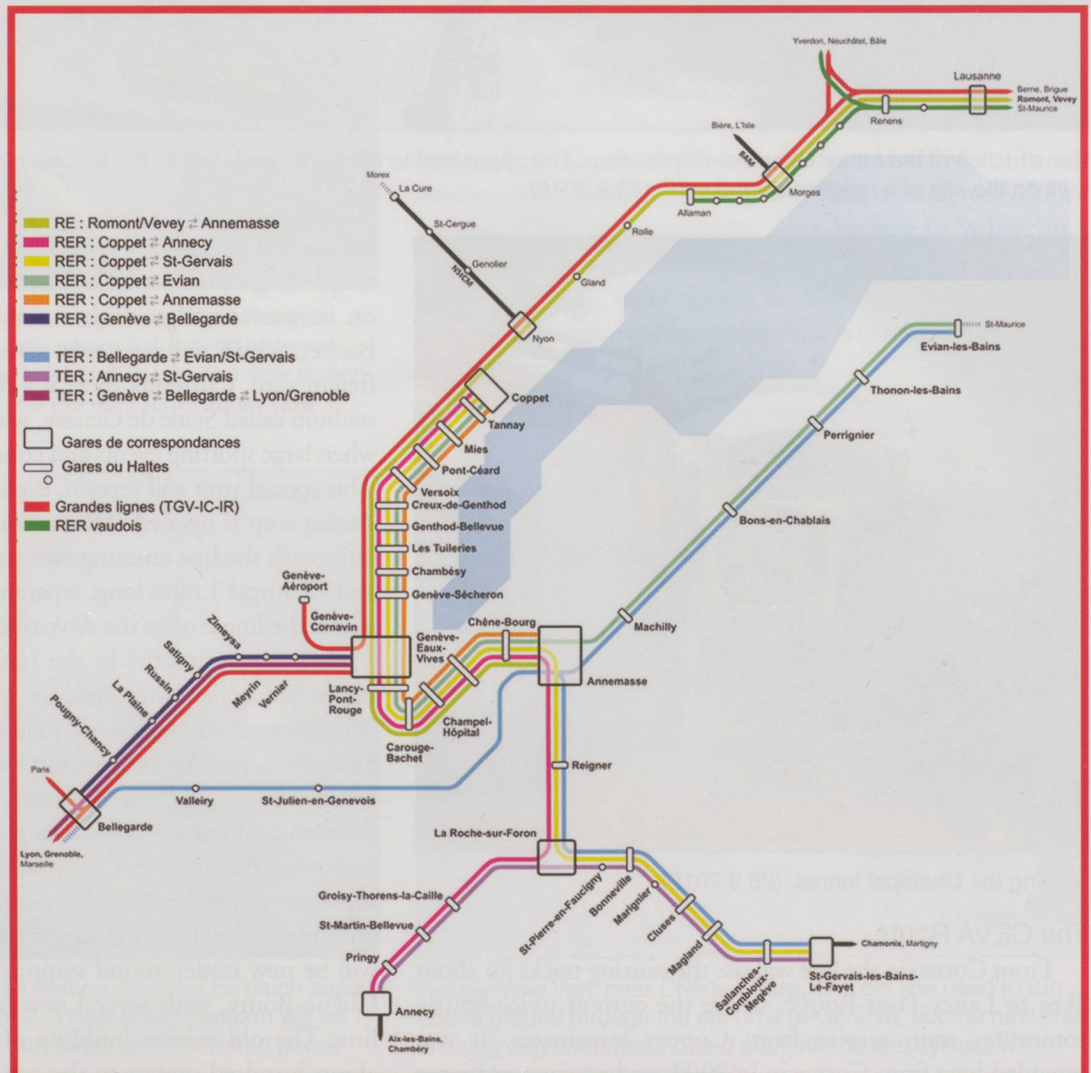 Yverdon, Neuchâtel, Bâle
Lausanne
Berne, Brigue
Romont, Vevey
St-Maurice
Renens
Bière, L'Isle
BAM
Morges
Allaman
Rolle
Gland
Morex
La Cure
St-Cergue
Genolier
NStCM
Nyon
RE : Romont/Vevey ⇄ Annemasse
RER : Coppet ⇄ Annecy
RER : Coppet ⇄ St-Gervais
RER : Coppet ⇄ Evian
RER : Coppet ⇄ Annemasse
RER : Genève ⇄ Bellegarde
TER : Bellegarde ⇄ Evian/St-Gervais
TER : Annecy ⇄ St-Gervais
TER : Genève ⇄ Bellegarde ⇄ Lyon/Grenoble
Gares de correspondances
Gares ou Haltes
Grandes lignes (TGV-IC-IR)
RER vaudois
St-Maurice
Evian-les-Bains
Thonon-les-Bains
Perrignier
Bons-en-Chablais
Machilly
Coppet
Tannay
Mies
Pont-Céard
Versoix
Creux-de-Genthod
Genthod-Bellevue
Les Tuileries
Chambésy
Genève-Sécheron
Genève-
Aéroport
Genève-
Cornavin
Chêne-Bourg
Genève-
Eaux-
Vives
Annemasse
Lancy-
Pont-
Rouge
Carouge-
Bachet
Champel-
Hôpital
Zimeysa
Satigny
Russin
La Plaine
Pougny-Chancy
Meyrin
Vernier
Paris
Bellegarde
Lyon, Grenoble,
Marseille
Valleiry
St-Julien-en-Genevois
Reigner
La Roche-sur-Foron
Groisy-Thorens-la-Caille
St-Martin-Bellevue
Pringy
Annecy
Aix-les-Bains,
Chambéry
St-Pierre-en-Faucigny
Bonneville
Marignier
Cluses
Magland
Sallanches-
Combloux-
Megève
Chamonix, Martigny
St-Gervais-les-Bains-
Le-Fayet